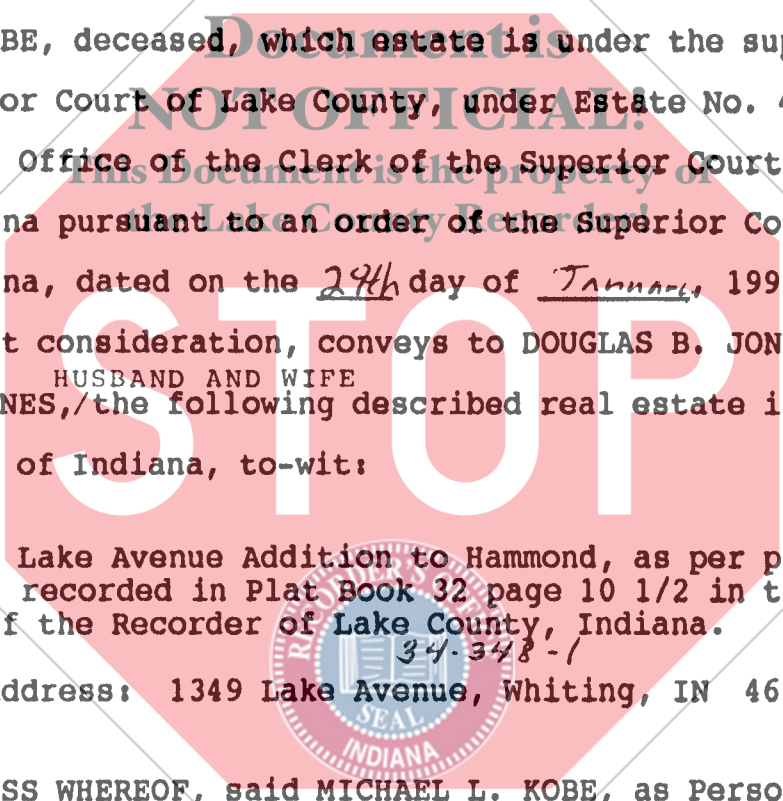 Document is
BE, deceased, which estate is under the su
NOT OFFICIAL!
or Court of Lake County, under Estate No. 4
This Document is the property of
Office of the Clerk of the Superior Court
the Lake County Recorder!
na pursuant to an order of the Superior Co
na, dated on the 29th day of January, 199
t consideration, conveys to DOUGLAS B. JON
HUSBAND AND WIFE
NES,/the following described real estate i
of Indiana, to-wit:
STOP
Lake Avenue Addition to Hammond, as per p
recorded in Plat Book 32 page 10 1/2 in t
f the Recorder of Lake County, Indiana.
34-348-1
ddress: 1349 Lake Avenue, Whiting, IN 46
RECORDER'S OFFICE
SEAL
INDIANA
SS WHEREOF, said MICHAEL L. KOBE, as Perso